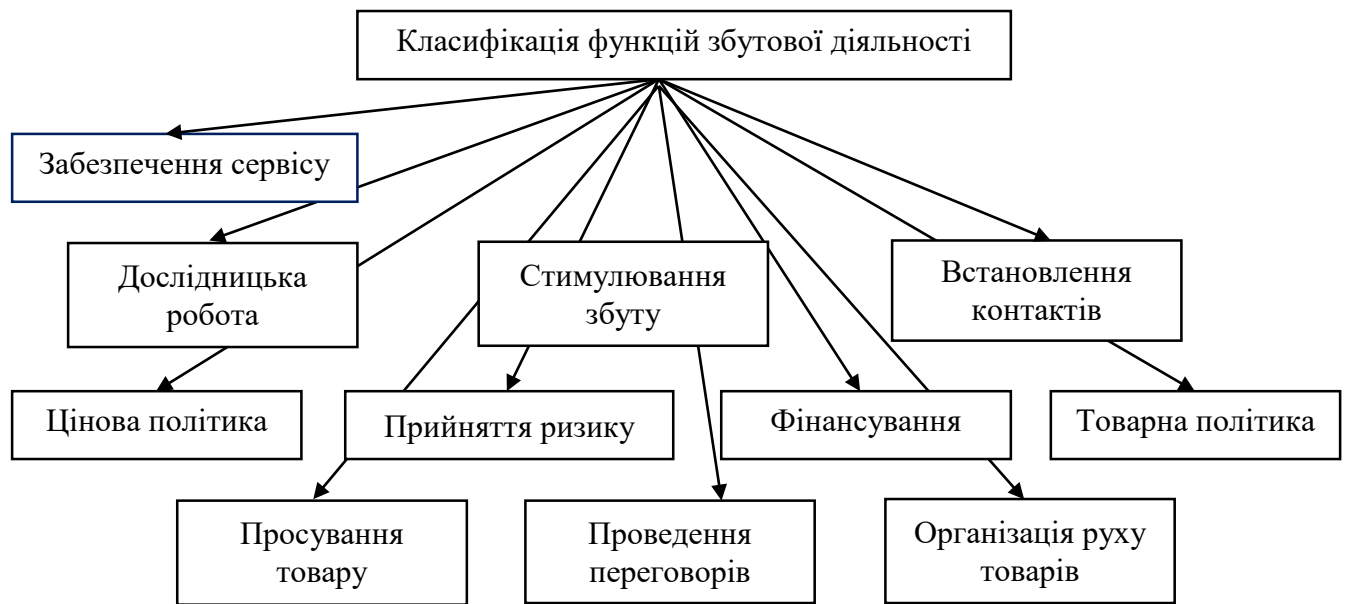 Класифікація функцій збутової діяльності
Забезпечення сервісу
Дослідницька
робота
Стимулювання
збуту
Встановлення
контактів
Цінова політика
Прийняття ризику
Фінансування
Товарна політика
Просування
товару
Проведення
переговорів
Організація руху
товарів